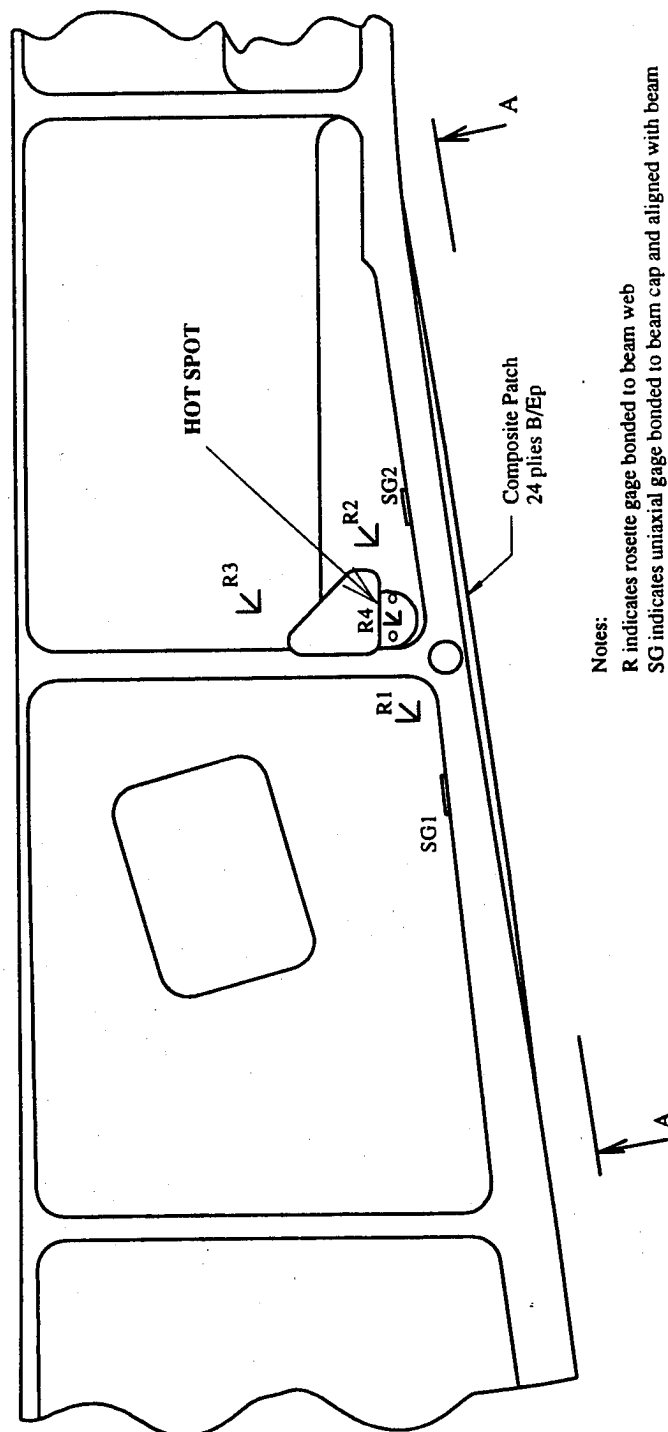 HOT SPOT
R3
R2
SG2
R4
R1
SG1
A
A
Composite Patch
24 plies B/Ep
Notes:
R indicates rosette gage bonded to beam web
SG indicates uniaxial gage bonded to beam cap and aligned with beam